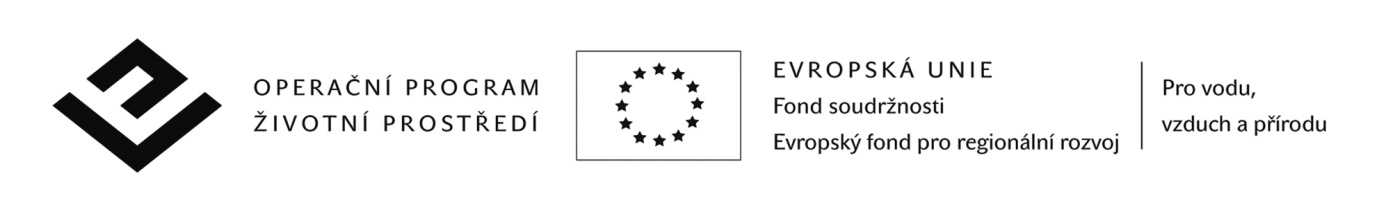 OPERAČNÍ PROGRAM
ŽIVOTNÍ PROSTŘEDÍ
EVROPSKÁ UNIE
Fond soudržnosti
Evropský fond pro regionální rozvoj
Pro vodu,
vzduch a přírodu